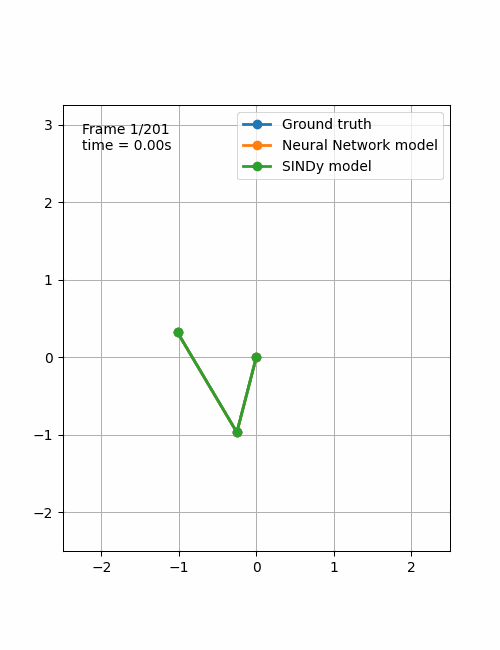 Frame 1/201
time = 0.00s
Ground truth
Neural Network model
SINDy model
3
2
1
0
−1
−2
−2
−1
0
1
2